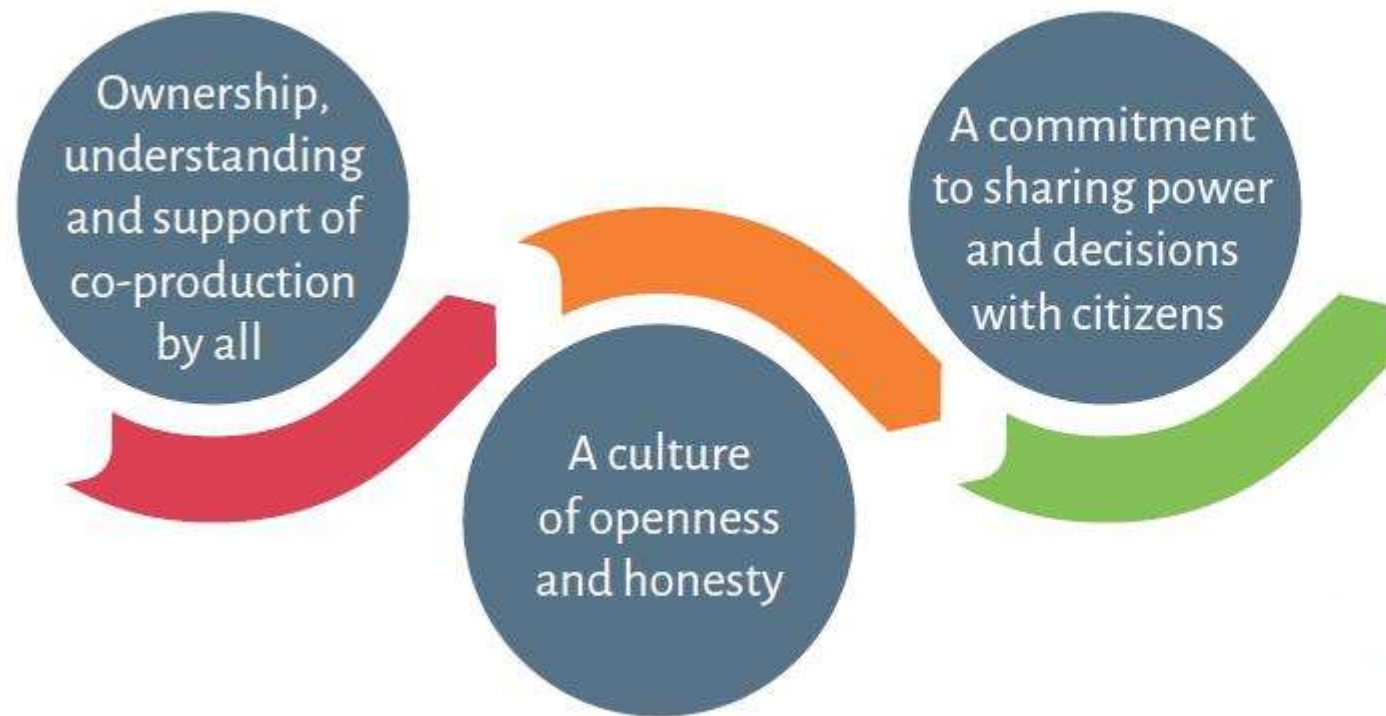 Ownership,
understanding
and support of
co-production
by all
A culture
of openness
and honesty
A commitment
to sharing power
and decisions
with citizens